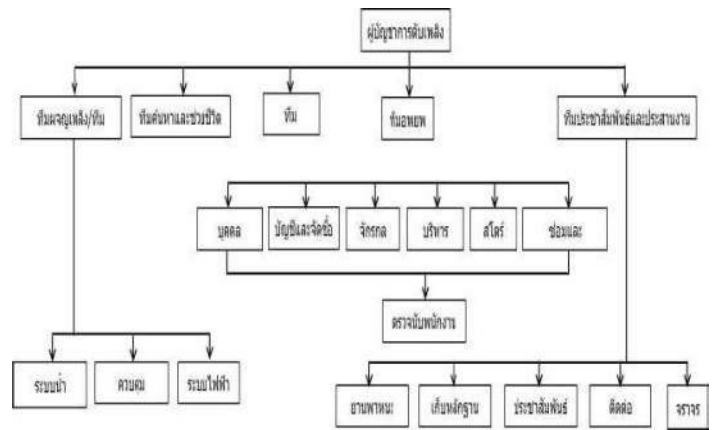 ผู้บัญชาการดับเพลิง
ทีมผจญเพลิง/ทีม
ทีมค้นหาและช่วยชีวิต
ทีม
ทีมอพยพ
ทีมประชาสัมพันธ์และประสานงาน
บุคคล
บัญชีและจัดซื้อ
จักรกล
บริหาร
สโตร์
ซ่อมและ
ตรวจนับพนักงาน
ระบบน้ำ
ควบคุม
ระบบไฟฟ้า
ยานพาหนะ
เก็บหลักฐาน
ประชาสัมพันธ์
ติดต่อ
จราจร